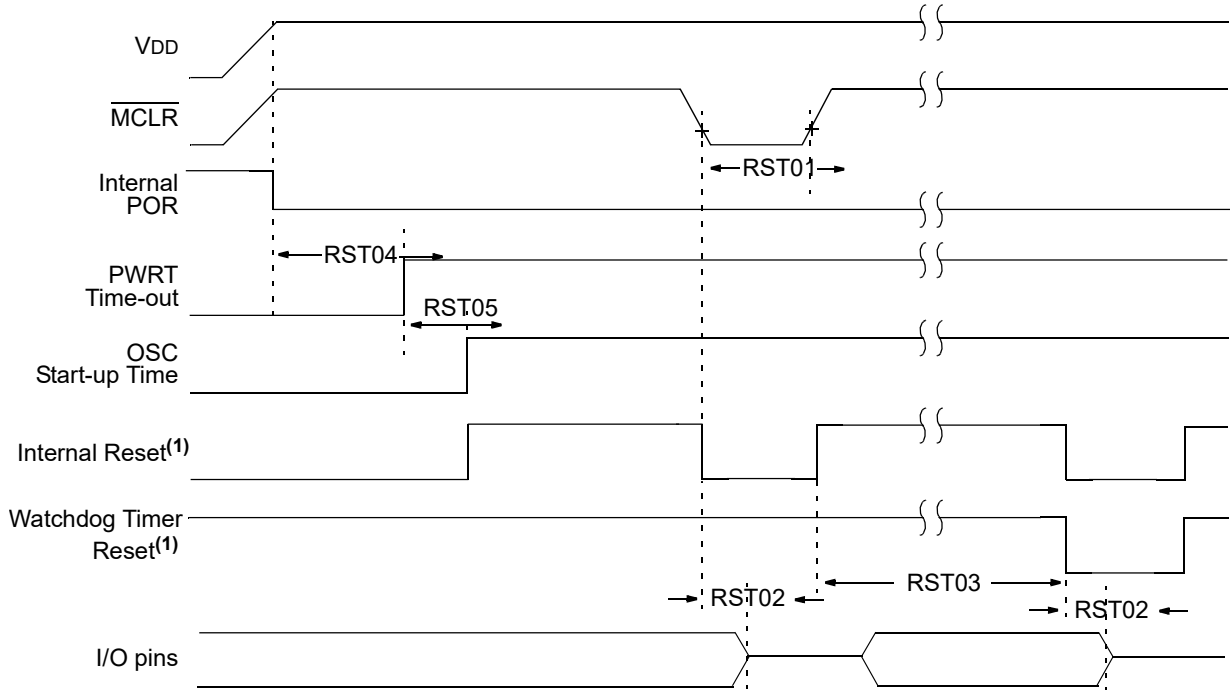 VDD
MCLR
RST01
Internal
POR
RST04
PWRT
Time-out
RST05
OSC
Start-up Time
Internal Reset(1)
Watchdog Timer
Reset(1)
RST03
RST02
RST02
I/O pins